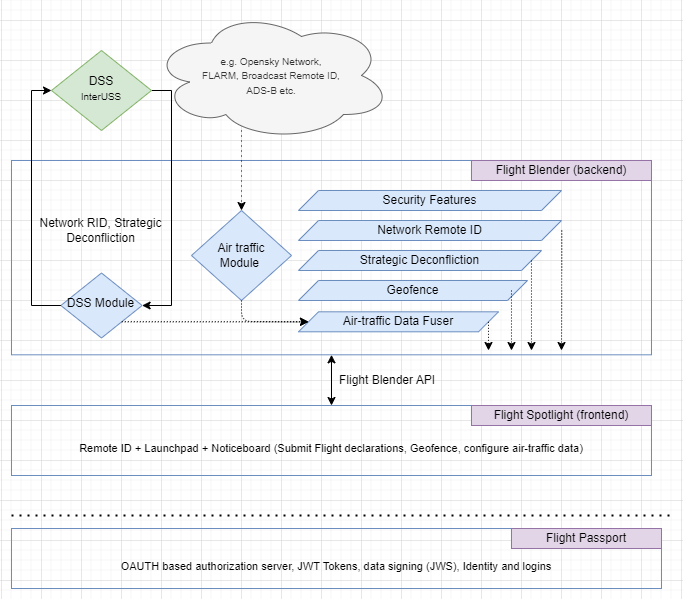 DSS
InterUSS
e.g. Opensky Network,
FLARM, Broadcast Remote ID,
ADS-B etc.
Flight Blender (backend)
Security Features
Network RID, Strategic
Deconfliction
Network Remote ID
Air traffic
Module
Strategic Deconfliction
Geofence
DSS Module
Air-traffic Data Fuser
Flight Blender API
Flight Spotlight (frontend)
Remote ID + Launchpad + Noticeboard (Submit Flight declarations, Geofence, configure air-traffic data)
Flight Passport
OAUTH based authorization server, JWT Tokens, data signing (JWS), Identity and logins